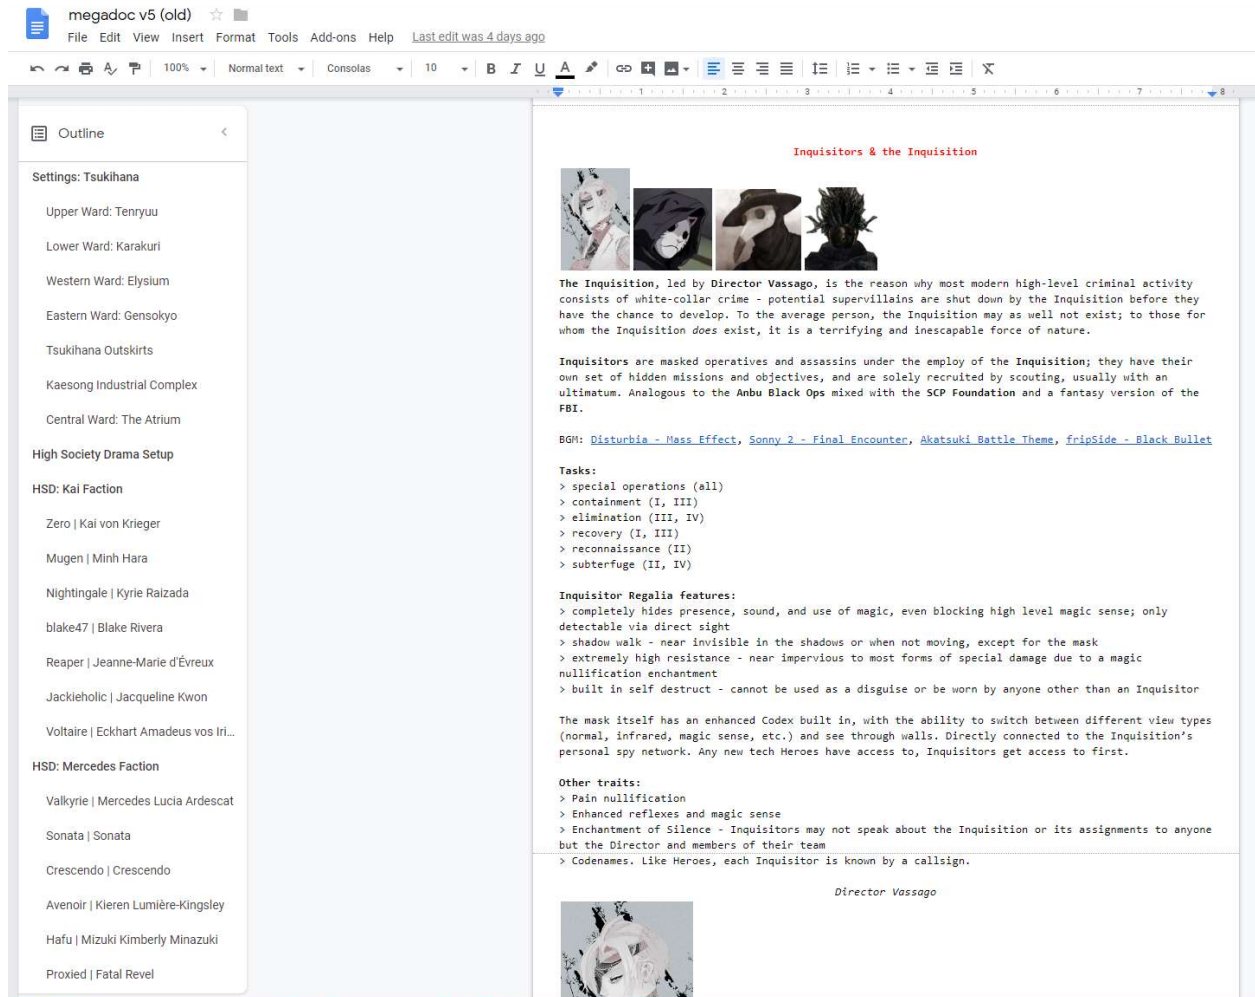 megadoc v5 (old)
File Edit View Insert Format Tools Add-ons Help Last edit was 4 days ago
100% Normal text Consolas 10 B I U A
1 2 3 4 5 6 7 8
Outline
Settings: Tsukihana
Upper Ward: Tenryuu
Lower Ward: Karakuri
Western Ward: Elysium
Eastern Ward: Gensokyo
Tsukihana Outskirts
Kaesong Industrial Complex
Central Ward: The Atrium
High Society Drama Setup
HSD: Kai Faction
Zero | Kai von Krieger
Mugen | Minh Hara
Nightingale | Kyrie Raizada
blake47 | Blake Rivera
Reaper | Jeanne-Marie d'Évreux
Jackieholic | Jacqueline Kwon
Voltaire | Eckhart Amadeus vos Iri...
HSD: Mercedes Faction
Valkyrie | Mercedes Lucia Ardescat
Sonata | Sonata
Crescendo | Crescendo
Avenoir | Kieren Lumière-Kingsley
Hafu | Mizuki Kimberly Minazuki
Proxied | Fatal Revel
Inquisitors & the Inquisition
The Inquisition, led by Director Vassago, is the reason why most modern high-level criminal activity
consists of white-collar crime - potential supervillains are shut down by the Inquisition before they
have the chance to develop. To the average person, the Inquisition may as well not exist; to those for
whom the Inquisition does exist, it is a terrifying and inescapable force of nature.
Inquisitors are masked operatives and assassins under the employ of the Inquisition; they have their
own set of hidden missions and objectives, and are solely recruited by scouting, usually with an
ultimatum. Analogous to the Anbu Black Ops mixed with the SCP Foundation and a fantasy version of the
FBI.
BGM: Disturbia - Mass Effect, Sonny 2 - Final Encounter, Akatsuki Battle Theme, fripSide - Black Bullet
Tasks:
> special operations (all)
> containment (I, III)
> elimination (III, IV)
> recovery (I, III)
> reconnaissance (II)
> subterfuge (II, IV)
Inquisitor Regalia features:
> completely hides presence, sound, and use of magic, even blocking high level magic sense; only
detectable via direct sight
> shadow walk - near invisible in the shadows or when not moving, except for the mask
> extremely high resistance - near impervious to most forms of special damage due to a magic
nullification enchantment
> built in self destruct - cannot be used as a disguise or be worn by anyone other than an Inquisitor
The mask itself has an enhanced Codex built in, with the ability to switch between different view types
(normal, infrared, magic sense, etc.) and see through walls. Directly connected to the Inquisition's
personal spy network. Any new tech Heroes have access to, Inquisitors get access to first.
Other traits:
> Pain nullification
> Enhanced reflexes and magic sense
> Enchantment of Silence - Inquisitors may not speak about the Inquisition or its assignments to anyone
but the Director and members of their team
> Codenames. Like Heroes, each Inquisitor is known by a callsign.
Director Vassago